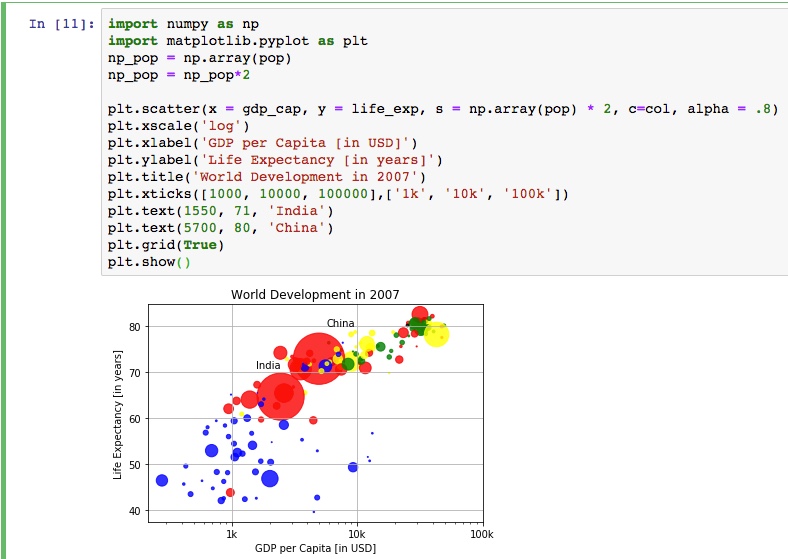 In [11]:
import numpy as np
import matplotlib.pyplot as plt
np_pop = np.array(pop)
np_pop = np_pop*2
plt.scatter(x = gdp_cap, y = life_exp, s = np.array(pop) * 2, c=col, alpha = .8)
plt.xscale('log')
plt.xlabel('GDP per Capita [in USD]')
plt.ylabel('Life Expectancy [in years]')
plt.title('World Development in 2007')
plt.xticks([1000, 10000, 100000],['1k', '10k', '100k'])
plt.text(1550, 71, 'India')
plt.text(5700, 80, 'China')
plt.grid(True)
plt.show()
World Development in 2007
Life Expectancy [in years]
80
70
60
50
40
China
India
1k
10k
100k
GDP per Capita [in USD]